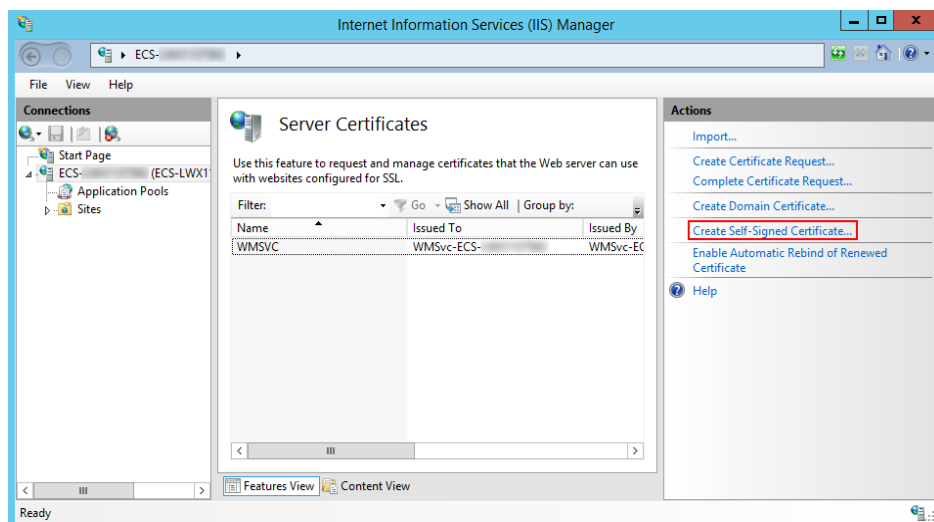 Internet Information Services (IIS) Manager
ECS-
File View Help
Connections
Start Page
ECS- (ECS-LWX1
Application Pools
Sites
Server Certificates
Use this feature to request and manage certificates that the Web server can use
with websites configured for SSL.
Filter: Go Show All Group by:
Name Issued To Issued By
WMSVC WMSvc-ECS- WMSvc-EC
Features View Content View
Actions
Import...
Create Certificate Request...
Complete Certificate Request...
Create Domain Certificate...
Create Self-Signed Certificate...
Enable Automatic Rebind of Renewed
Certificate
Help
Ready